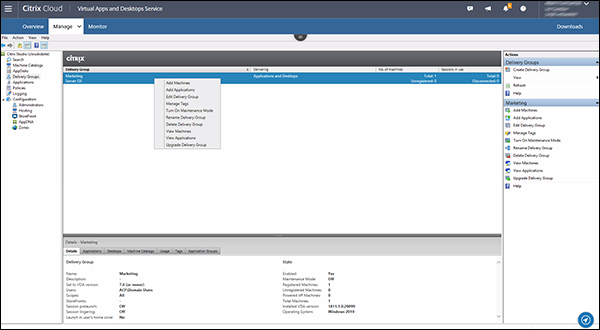 Citrix Cloud Virtual Apps and Desktops Service 1
Overview Manage Monitor Downloads
File Action View Help
Citrix Studio (cloudxdstore)
Search
Machine Catalogs
AppDisks
Delivery Groups
Applications
Policies
Logging
Configuration
Administrators
Hosting
StoreFront
AppDNA
Zones
CITRIX
Delivery Group Delivering No. of machines Sessions in use
Marketing Applications and Desktops Total: 1 Total: 0
Server OS Unregistered: 0 Disconnected: 0
Add Machines
Add Applications
Edit Delivery Group
Manage Tags
Turn On Maintenance Mode
Rename Delivery Group
Delete Delivery Group
View Machines
View Applications
Upgrade Delivery Group
Details - Marketing
Details Applications Desktops Machine Catalogs Usage Tags Application Groups
Delivery Group
Name: Marketing
Description: -
Set to VDA version: 7.9 (or newer)
Users:
Scopes: All
StoreFronts: -
Session prelaunch: Off
Session lingering: Off
Launch in user's home zone: No
State
Enabled: Yes
Maintenance Mode: Off
Registered Machines: 1
Unregistered Machines: 0
Powered off Machines: 0
Total Machines: 1
Installed VDA version:
Operating System: Windows 2019
Actions
Delivery Groups
Create Delivery Group
View
Refresh
Help
Marketing
Add Machines
Add Applications
Edit Delivery Group
Manage Tags
Turn On Maintenance Mode
Rename Delivery Group
Delete Delivery Group
View Machines
View Applications
Upgrade Delivery Group
Help